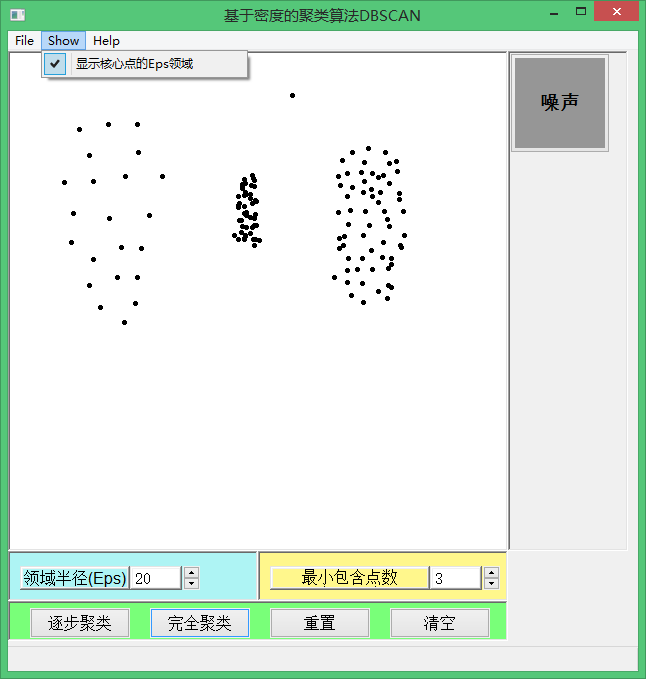 基于密度的聚类算法DBSCAN
File Show Help
显示核心点的Eps领域
噪声
领域半径(Eps) 20 最小包含点数 3
逐步聚类 完全聚类 重置 清空